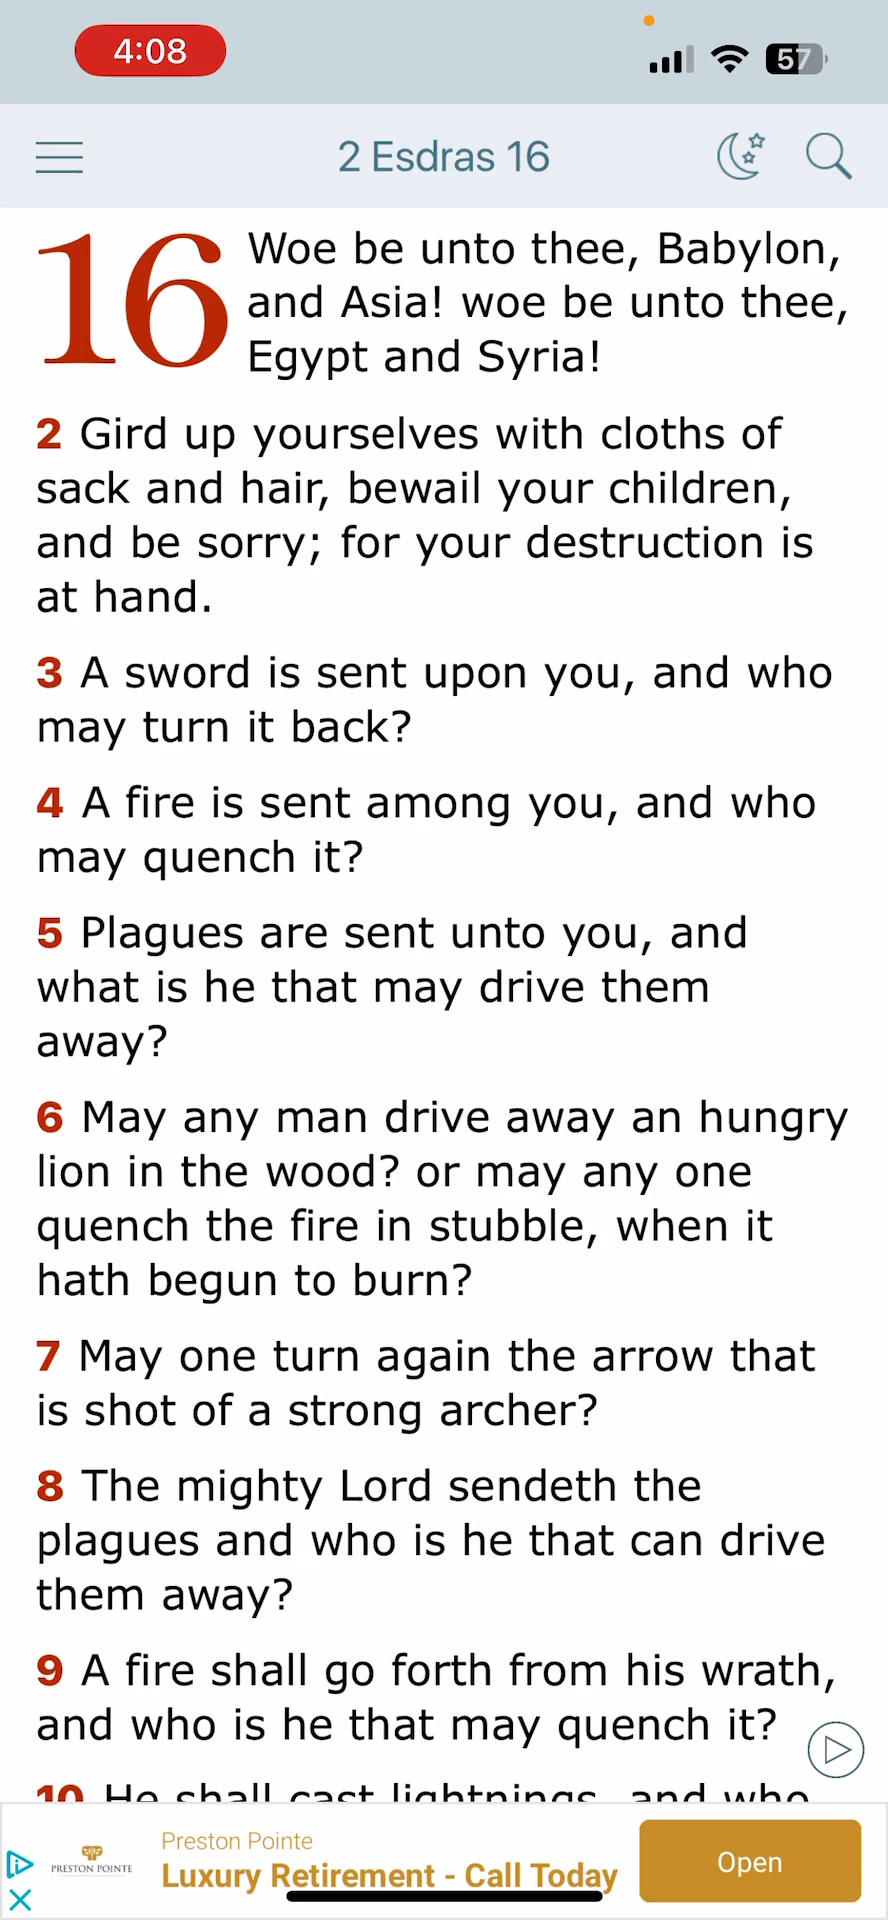 4:08
57
2 Esdras 16
16 Woe be unto thee, Babylon,
and Asia! woe be unto thee,
Egypt and Syria!
2 Gird up yourselves with cloths of
sack and hair, bewail your children,
and be sorry; for your destruction is
at hand.
3 A sword is sent upon you, and who
may turn it back?
4 A fire is sent among you, and who
may quench it?
5 Plagues are sent unto you, and
what is he that may drive them
away?
6 May any man drive away an hungry
lion in the wood? or may any one
quench the fire in stubble, when it
hath begun to burn?
7 May one turn again the arrow that
is shot of a strong archer?
8 The mighty Lord sendeth the
plagues and who is he that can drive
them away?
9 A fire shall go forth from his wrath,
and who is he that may quench it?
10 He shall cast lightnings, and who
Preston Pointe
PRESTON POINTE
Luxury Retirement - Call Today
Open